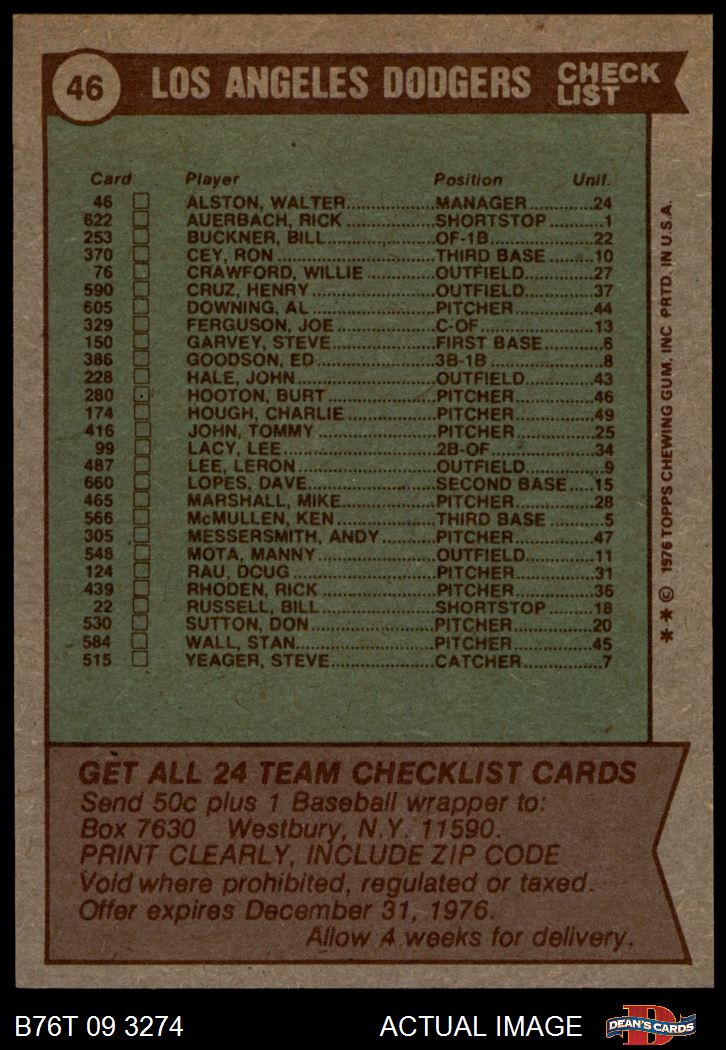 46 LOS ANGELES DODGERS CHECK LIST
Card Player Position Unif.
46 ALSTON, WALTER MANAGER 24
622 AUERBACH, RICK SHORTSTOP 1
253 BUCKNER, BILL OF-1B 22
370 CEY, RON THIRD BASE 10
76 CRAWFORD, WILLIE OUTFIELD 27
590 CRUZ, HENRY OUTFIELD 37
605 DOWNING, AL PITCHER 44
329 FERGUSON, JOE C-OF 13
150 GARVEY, STEVE FIRST BASE 6
386 GOODSON, ED 3B-1B 8
228 HALE, JOHN OUTFIELD 43
280 HOOTON, BURT PITCHER 46
174 HOUGH, CHARLIE PITCHER 49
416 JOHN, TOMMY PITCHER 25
99 LACY, LEE 2B-OF 34
487 LEE, LERON OUTFIELD 9
660 LOPES, DAVE SECOND BASE 15
465 MARSHALL, MIKE PITCHER 28
566 McMULLEN, KEN THIRD BASE 5
305 MESSERSMITH, ANDY PITCHER 47
548 MOTA, MANNY OUTFIELD 11
124 RAU, DOUG PITCHER 31
439 RHODEN, RICK PITCHER 36
22 RUSSELL, BILL SHORTSTOP 18
530 SUTTON, DON PITCHER 20
584 WALL, STAN PITCHER 45
515 YEAGER, STEVE CATCHER 7
**© 1976 TOPPS CHEWING GUM, INC PRTD. IN U.S.A.
GET ALL 24 TEAM CHECKLIST CARDS
Send 50c plus 1 Baseball wrapper to:
Box 7630 Westbury, N.Y. 11590.
PRINT CLEARLY, INCLUDE ZIP CODE
Void where prohibited, regulated or taxed.
Offer expires December 31, 1976.
Allow 4 weeks for delivery.
B76T 09 3274 ACTUAL IMAGE D DEAN'S CARDS